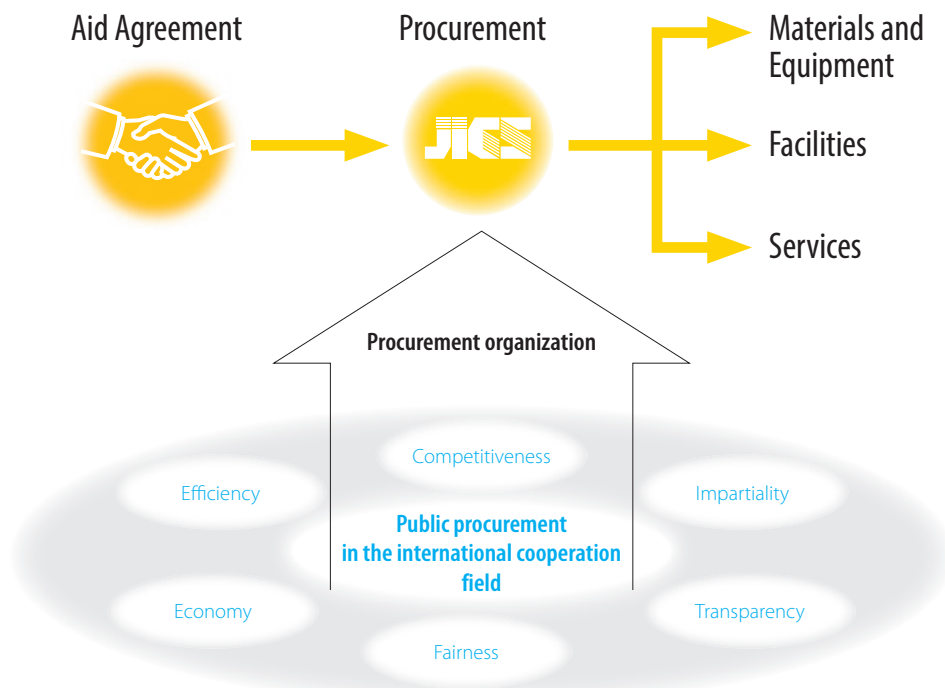 Aid Agreement
Procurement
Materials and
Equipment
JICS
Facilities
Services
Procurement organization
Competitiveness
Efficiency
Impartiality
Public procurement
in the international cooperation
field
Economy
Transparency
Fairness